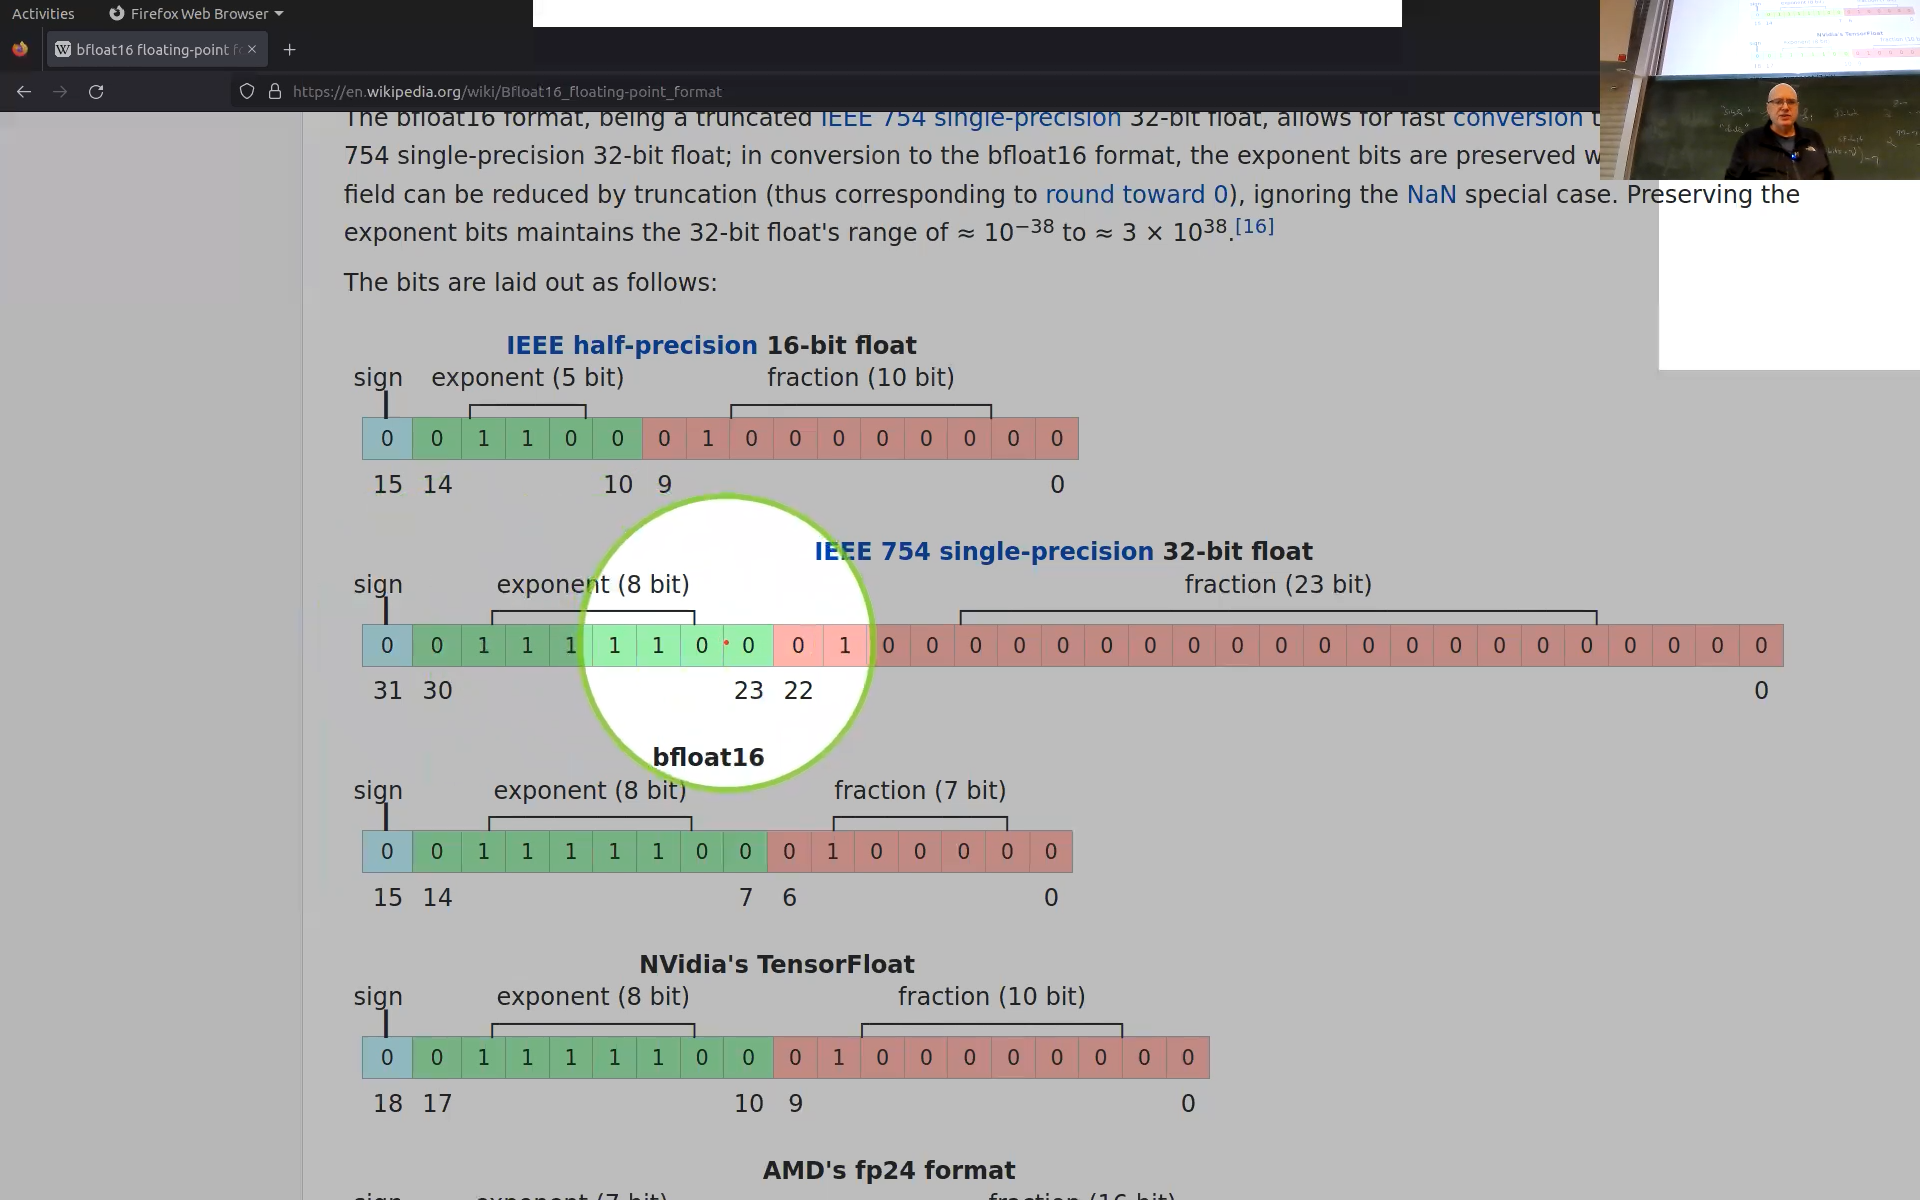 Activities Firefox Web Browser
bfloat16 floating-point f
https://en.wikipedia.org/wiki/Bfloat16_floating-point_format
The bfloat16 format, being a truncated IEEE 754 single-precision 32-bit float, allows for fast conversion t
754 single-precision 32-bit float; in conversion to the bfloat16 format, the exponent bits are preserved w
field can be reduced by truncation (thus corresponding to round toward 0), ignoring the NaN special case. Preserving the
exponent bits maintains the 32-bit float's range of ≈ 10⁻³⁸ to ≈ 3 × 10³⁸.[16]
The bits are laid out as follows:
IEEE half-precision 16-bit float
sign exponent (5 bit) fraction (10 bit)
0 0 1 1 0 0 0 1 0 0 0 0 0 0 0 0
15 14 10 9 0
IEEE 754 single-precision 32-bit float
sign exponent (8 bit) fraction (23 bit)
0 0 1 1 1 1 1 0 0 0 1 0 0 0 0 0 0 0 0 0 0 0 0 0 0 0 0 0 0 0 0 0
31 30 23 22 0
bfloat16
sign exponent (8 bit) fraction (7 bit)
0 0 1 1 1 1 1 0 0 0 1 0 0 0 0 0
15 14 7 6 0
NVidia's TensorFloat
sign exponent (8 bit) fraction (10 bit)
0 0 1 1 1 1 1 0 0 0 1 0 0 0 0 0 0 0 0
18 17 10 9 0
AMD's fp24 format
sign exponent (7 bit) fraction (16 bit)